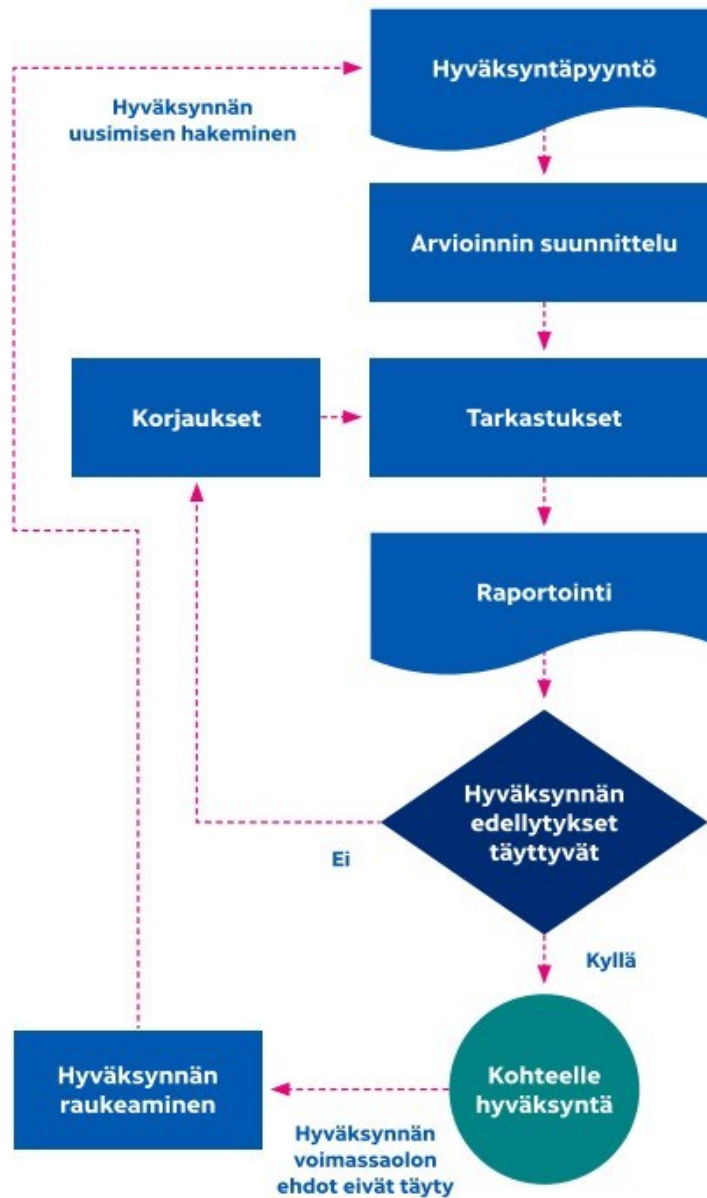 Hyväksyntäpyyntö
Hyväksynnän
uusimisen hakeminen
Arvioinnin suunnittelu
Korjaukset
Tarkastukset
Raportointi
Hyväksynnän
edellytykset
täyttyvät
Ei
Kyllä
Kohteelle
hyväksyntä
Hyväksynnän
raukeaminen
Hyväksynnän
voimassaolon
ehdot eivät täyty